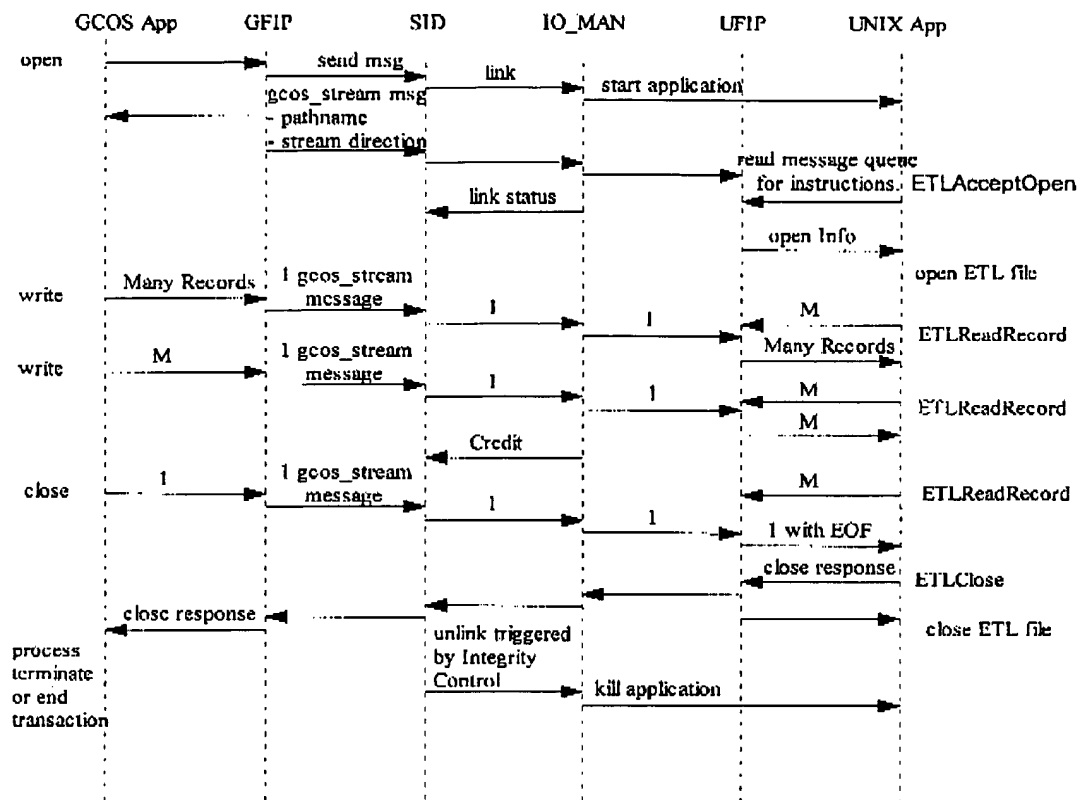 GCOS App GFIP SID IO_MAN UFIP UNIX App
open
send msg
link
start application
gcos_stream msg
- pathname
- stream direction
read message queue
for instructions.
ETLAcceptOpen
link status
open Info
open ETL file
write
Many Records
1 gcos_stream
message
1
1
M
ETLReadRecord
Many Records
write
M
1 gcos_stream
message
1
1
M
ETLReadRecord
M
Credit
close
1
1 gcos_stream
message
1
1
M
ETLReadRecord
1 with EOF
close response
ETLClose
close response
close ETL file
unlink triggered
by Integrity
Control
process
terminate
or end
transaction
kill application